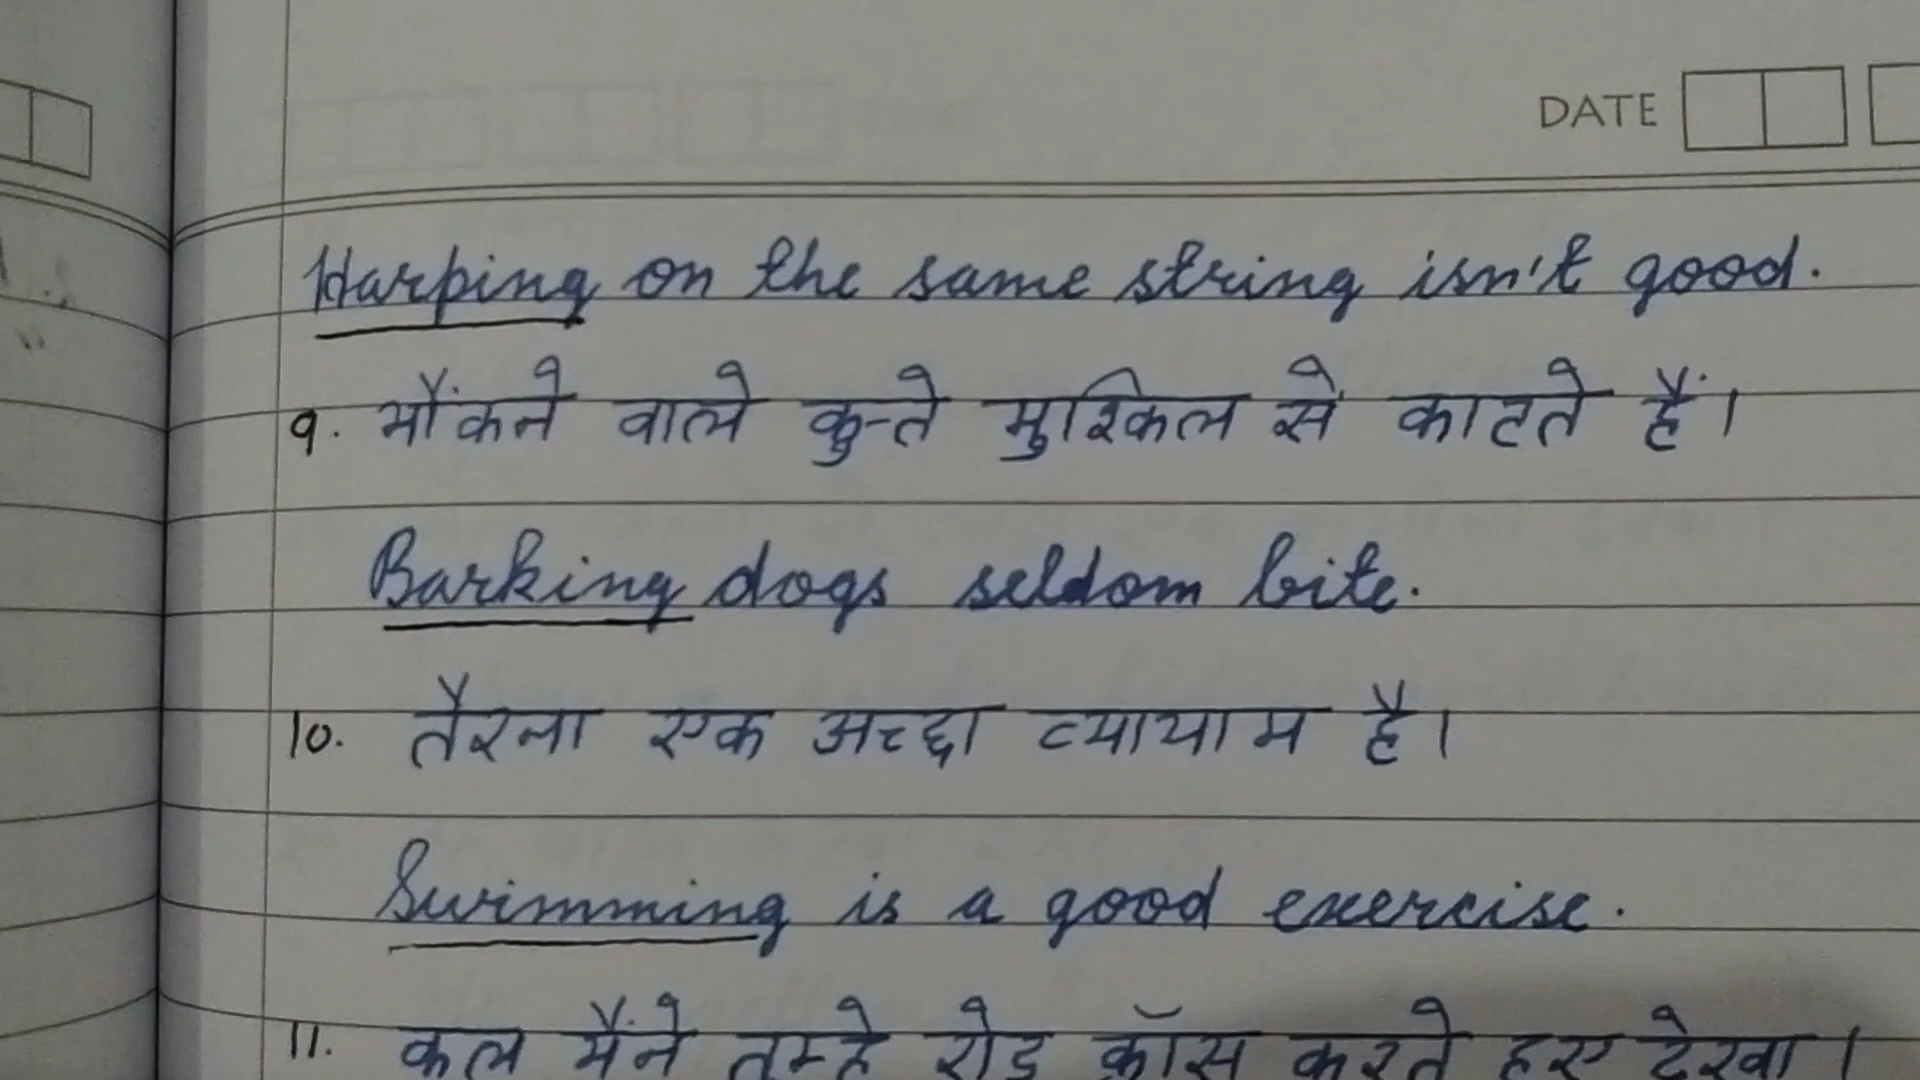 DATE
Harping on the same string isn't good.
9. भौंकने वाले कुत्ते मुश्किल से काटते हैं।
Barking dogs seldom bite.
10. तैरना एक अच्छा व्यायाम है।
Swimming is a good exercise.
11. कल मैंने तुम्हे रोड क्रॉस करते हुए देखा।